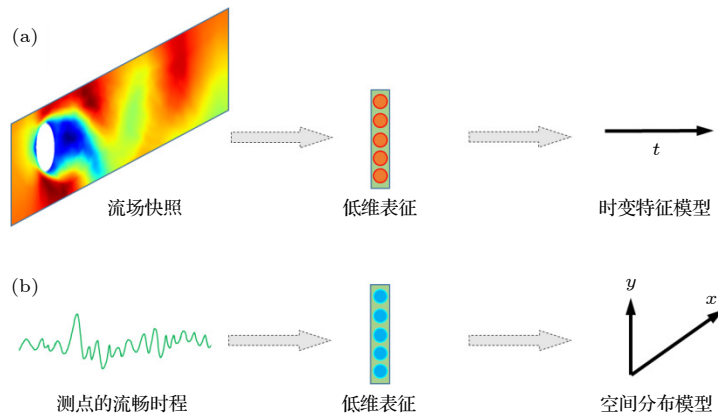 (a)
t
流场快照
低维表征
时变特征模型
(b)
y
x
测点的流畅时程
低维表征
空间分布模型